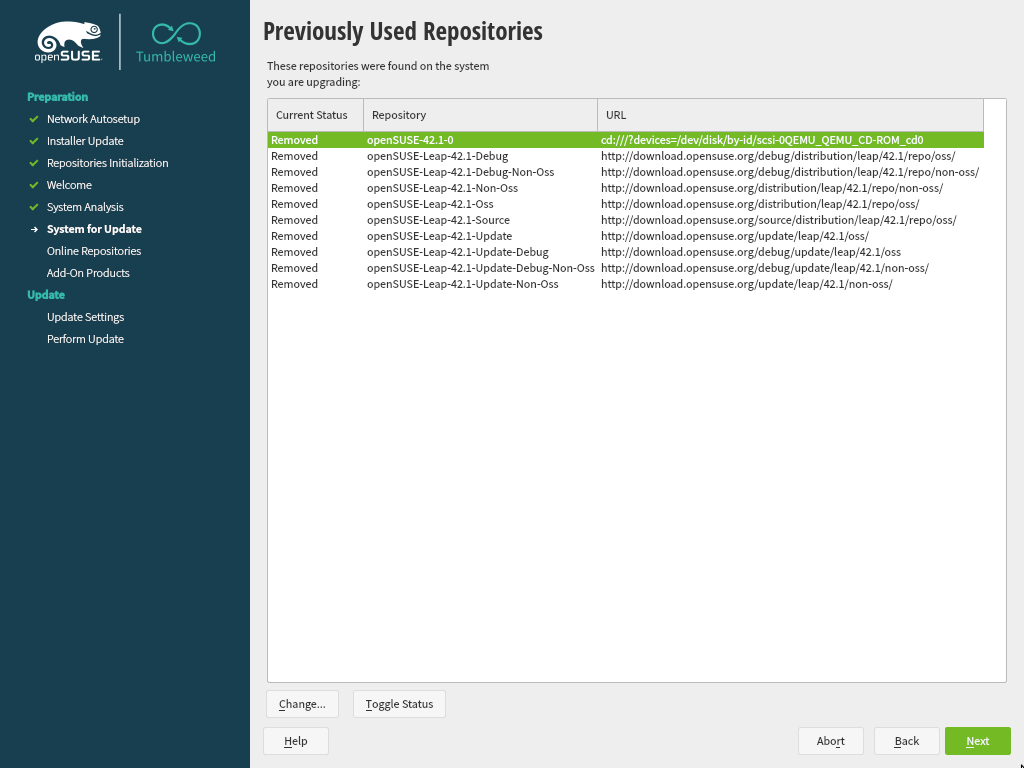 openSUSE
Tumbleweed
Preparation
Network Autosetup
Installer Update
Repositories Initialization
Welcome
System Analysis
System for Update
Online Repositories
Add-On Products
Update
Update Settings
Perform Update
Previously Used Repositories
These repositories were found on the system
you are upgrading:
Current Status Repository URL
Removed openSUSE-42.1-0 cd:///?devices=/dev/disk/by-id/scsi-0QEMU_QEMU_CD-ROM_cd0
Removed openSUSE-Leap-42.1-Debug http://download.opensuse.org/debug/distribution/leap/42.1/repo/oss/
Removed openSUSE-Leap-42.1-Debug-Non-Oss http://download.opensuse.org/debug/distribution/leap/42.1/repo/non-oss/
Removed openSUSE-Leap-42.1-Non-Oss http://download.opensuse.org/distribution/leap/42.1/repo/non-oss/
Removed openSUSE-Leap-42.1-Oss http://download.opensuse.org/distribution/leap/42.1/repo/oss/
Removed openSUSE-Leap-42.1-Source http://download.opensuse.org/source/distribution/leap/42.1/repo/oss/
Removed openSUSE-Leap-42.1-Update http://download.opensuse.org/update/leap/42.1/oss/
Removed openSUSE-Leap-42.1-Update-Debug http://download.opensuse.org/debug/update/leap/42.1/oss
Removed openSUSE-Leap-42.1-Update-Debug-Non-Oss http://download.opensuse.org/debug/update/leap/42.1/non-oss/
Removed openSUSE-Leap-42.1-Update-Non-Oss http://download.opensuse.org/update/leap/42.1/non-oss/
Change... Toggle Status
Help Abort Back Next